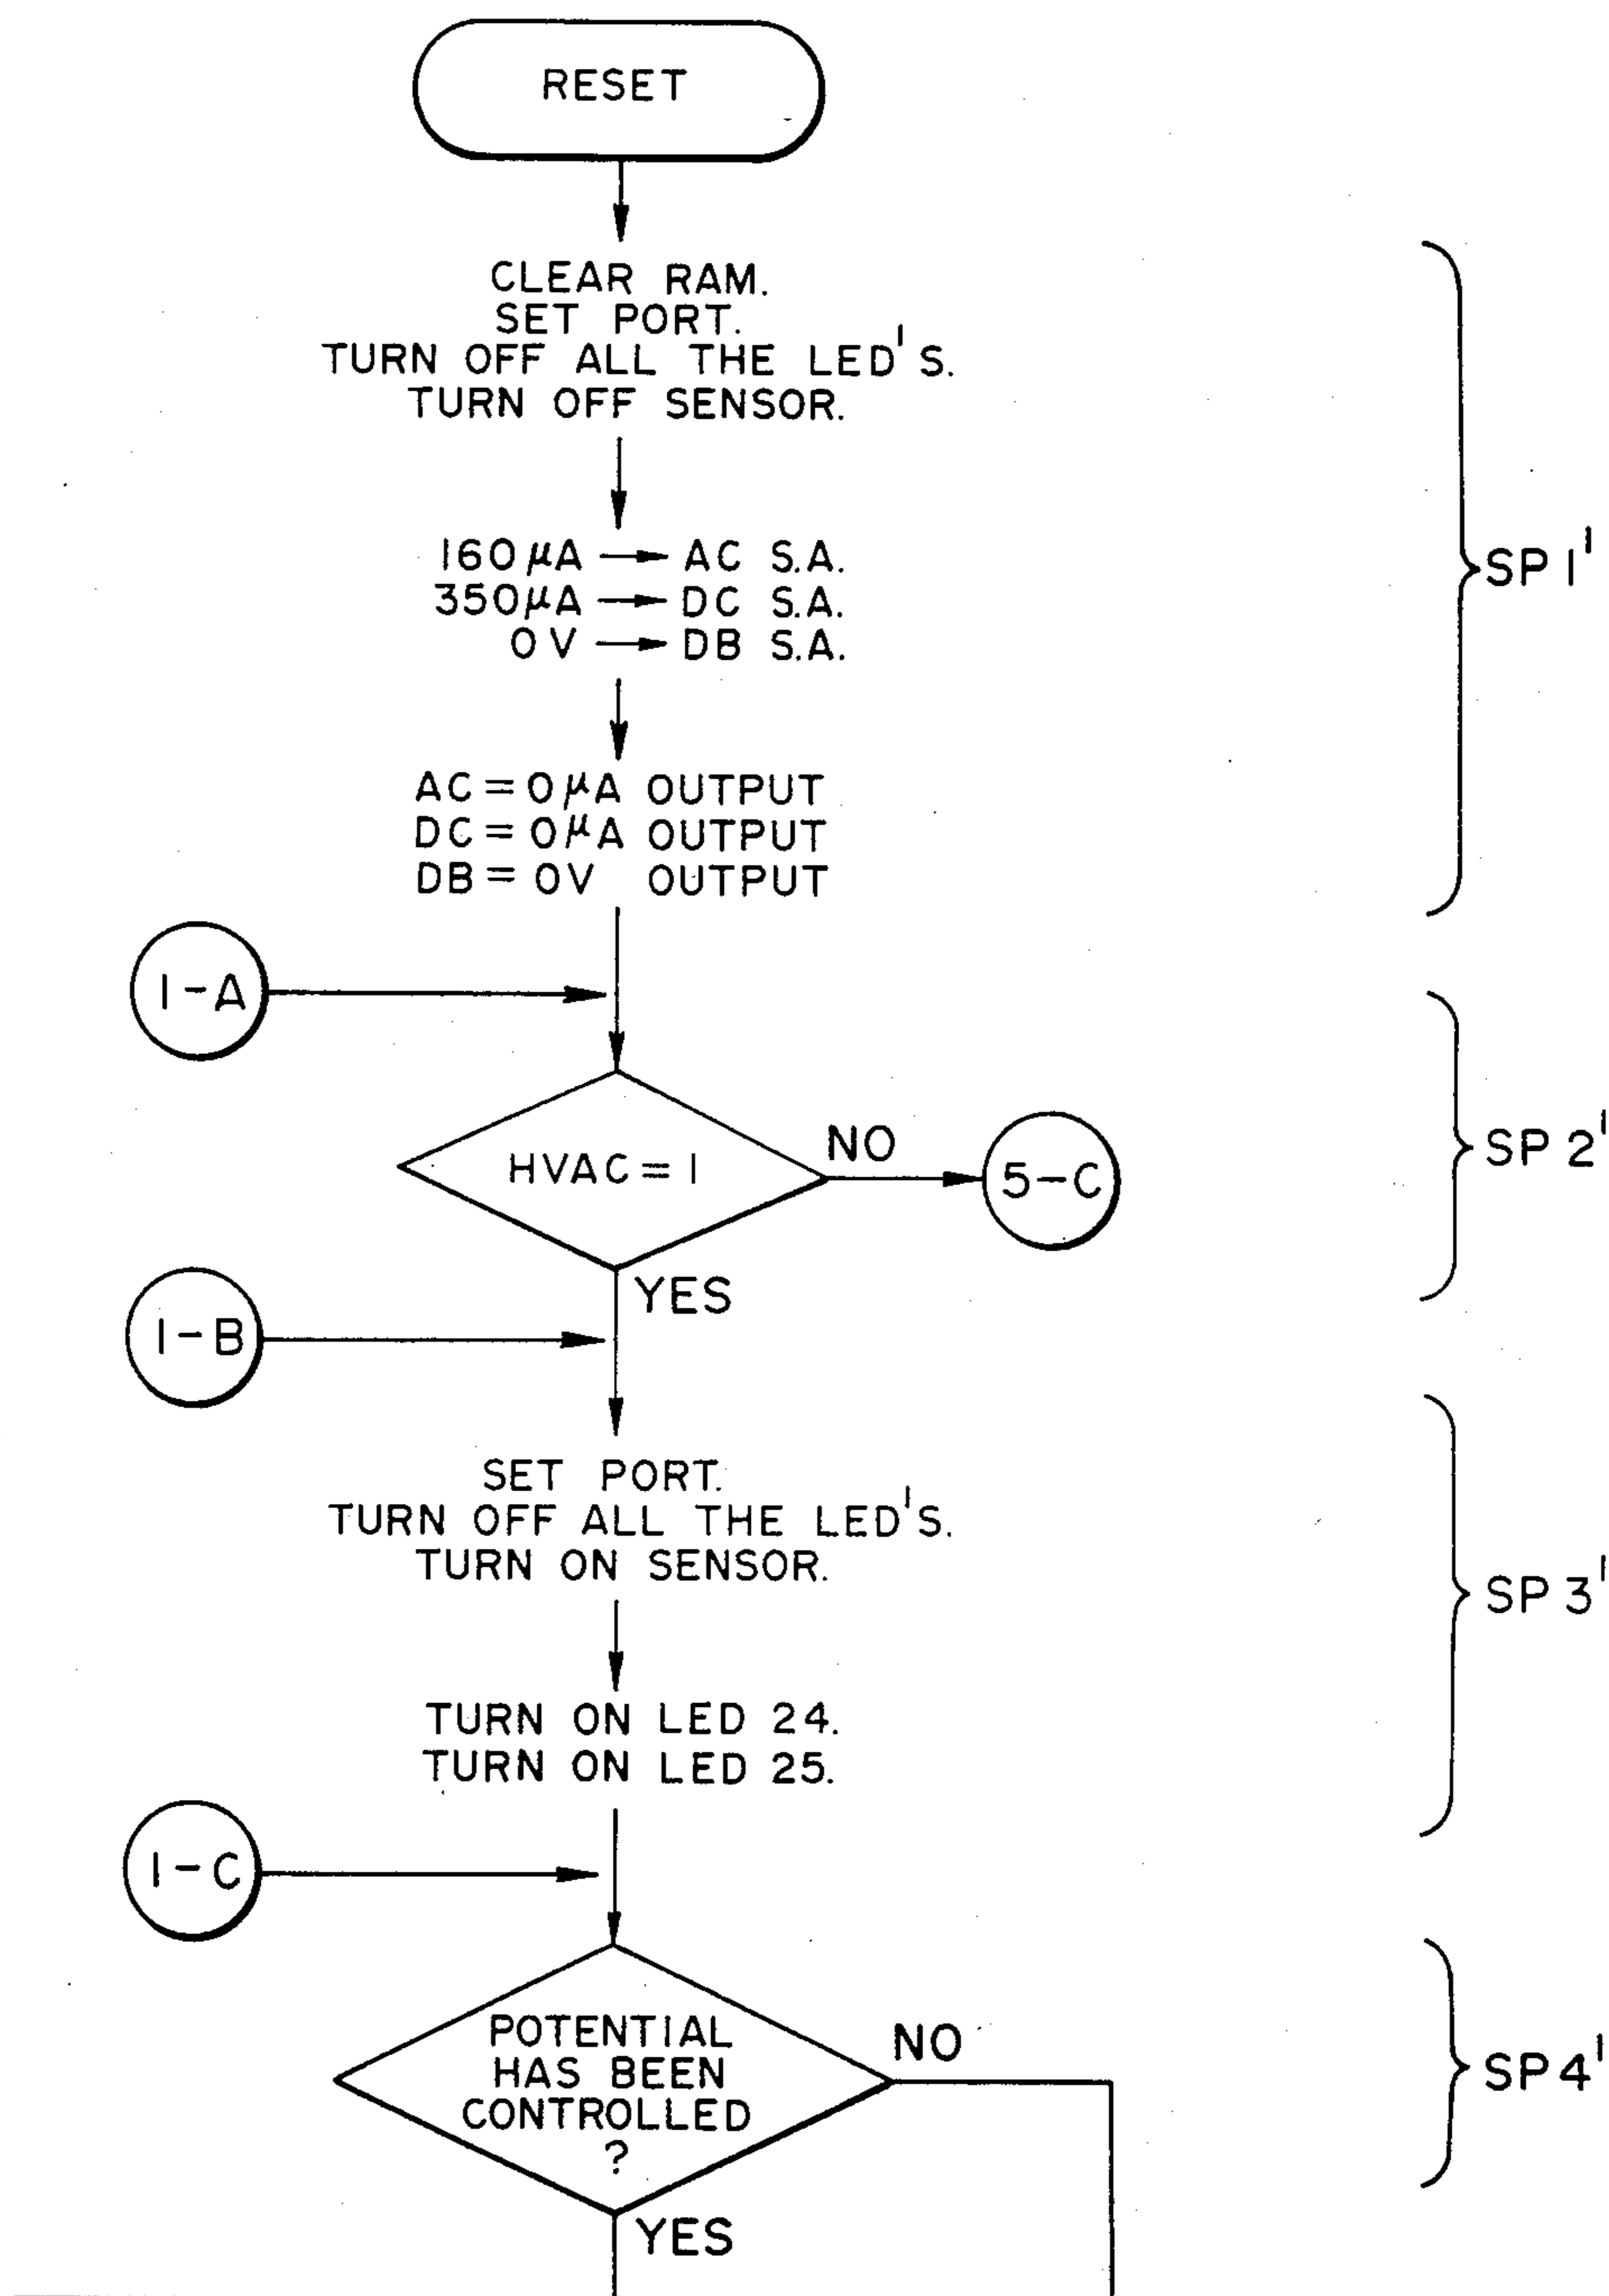 RESET
CLEAR RAM.
SET PORT.
TURN OFF ALL THE LED'S.
TURN OFF SENSOR.
160μA → AC S.A.
350μA → DC S.A.
0V → DB S.A.
SP1'
AC=0μA OUTPUT
DC=0μA OUTPUT
DB=0V OUTPUT
1-A
HVAC=1
NO
5-C
SP2'
YES
1-B
SET PORT.
TURN OFF ALL THE LED'S.
TURN ON SENSOR.
SP3'
TURN ON LED 24.
TURN ON LED 25.
1-C
POTENTIAL
HAS BEEN
CONTROLLED
?
NO
SP4'
YES